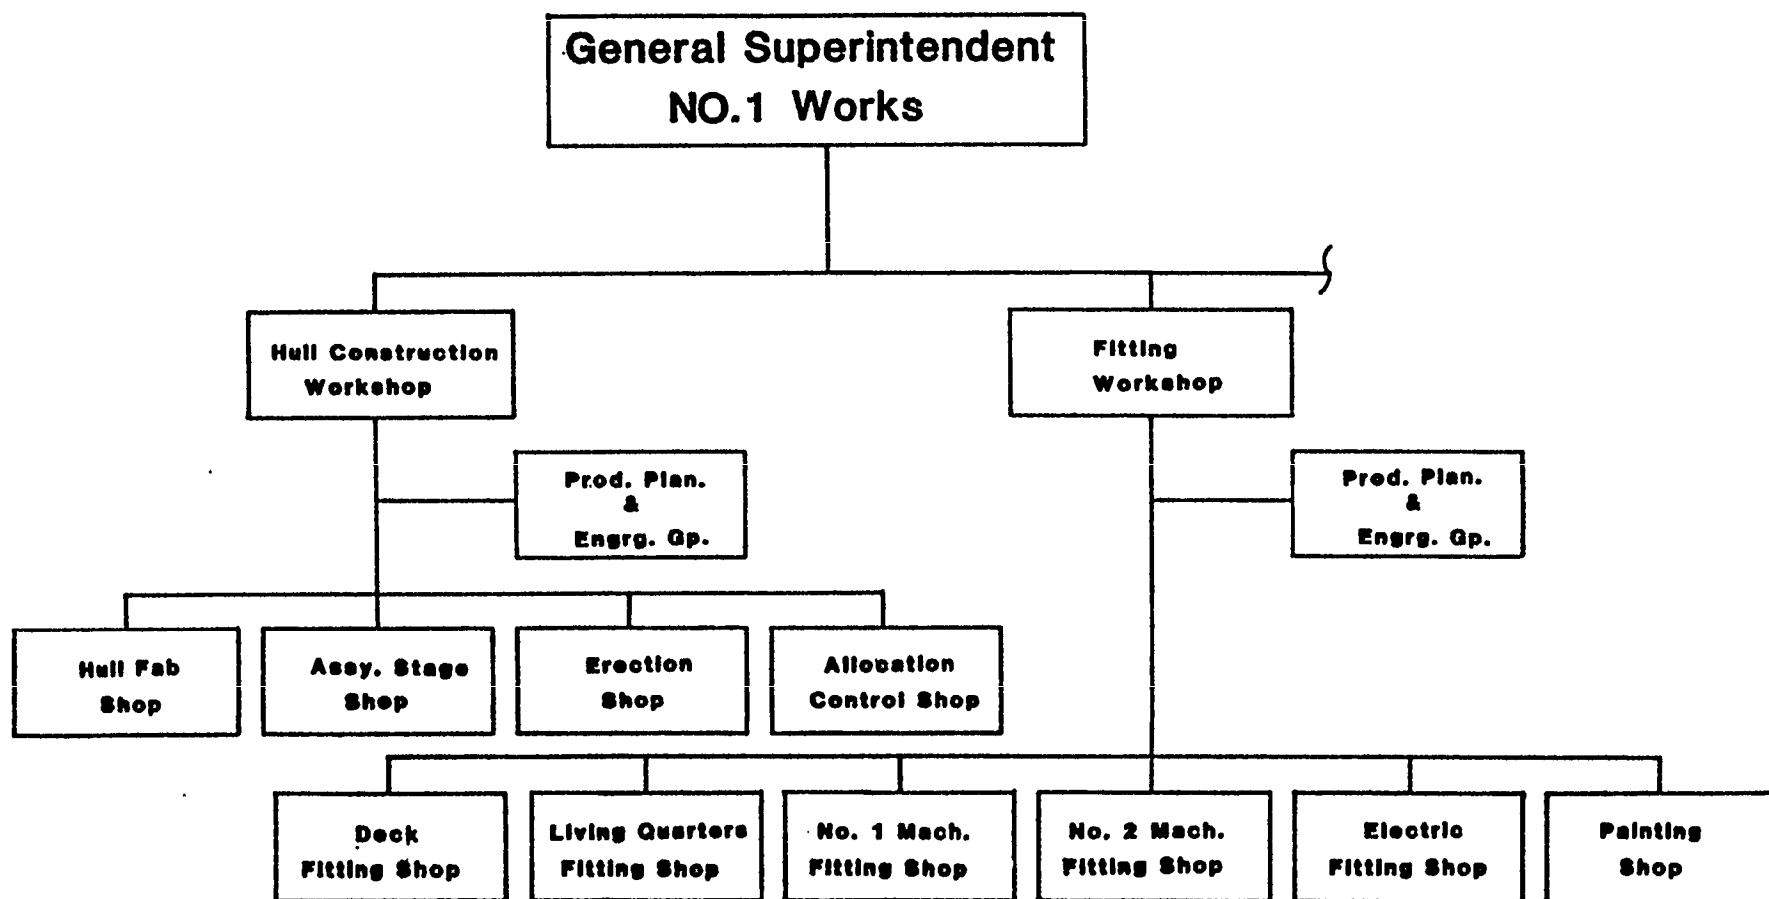 General Superintendent
NO.1 Works
Hull Construction
Workshop
Fitting
Workshop
Prod. Plan.
&
Engrg. Gp.
Prod. Plan.
&
Engrg. Gp.
Hull Fab
Shop
Assy. Stage
Shop
Erection
Shop
Allocation
Control Shop
Deck
Fitting Shop
Living Quarters
Fitting Shop
No. 1 Mach.
Fitting Shop
No. 2 Mach.
Fitting Shop
Electric
Fitting Shop
Painting
Shop